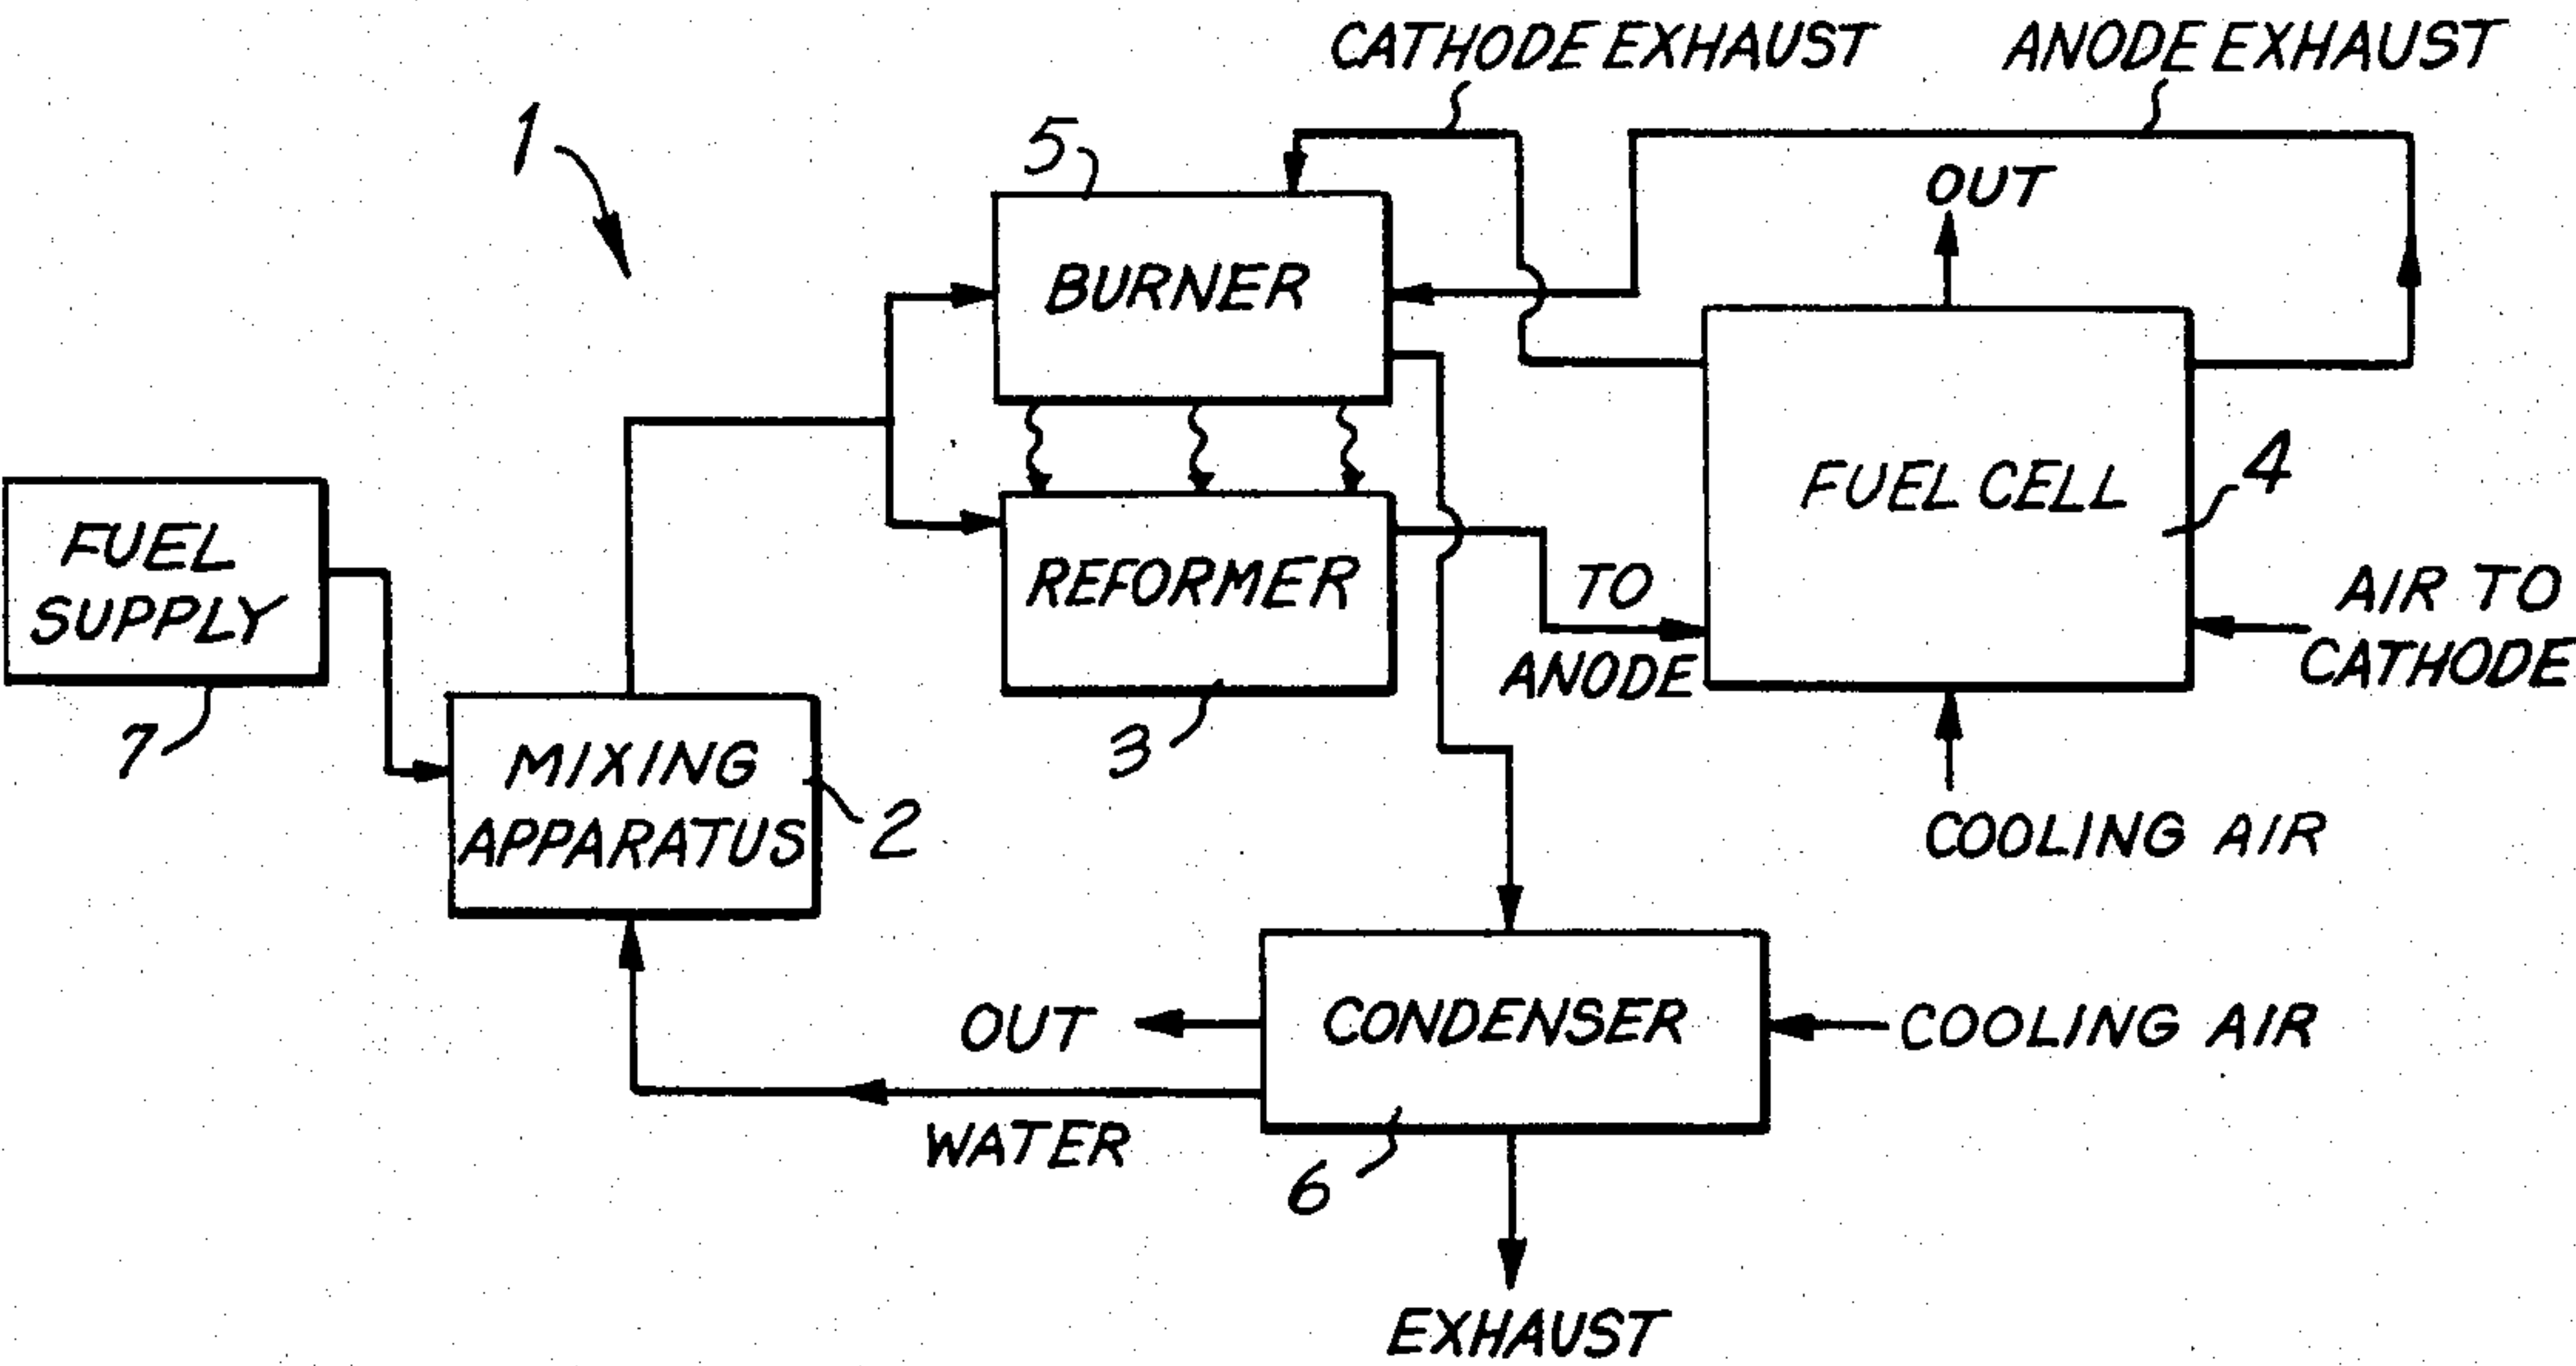 CATHODE EXHAUST
ANODE EXHAUST
1
5
OUT
BURNER
FUEL CELL
4
FUEL
SUPPLY
7
REFORMER
3
TO
ANODE
AIR TO
CATHODE
MIXING
APPARATUS
2
COOLING AIR
OUT
CONDENSER
COOLING AIR
WATER
6
EXHAUST